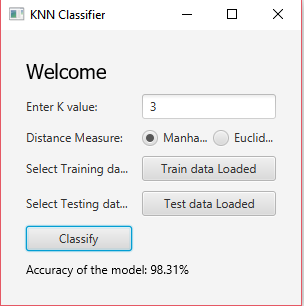 KNN Classifier
Welcome
Enter K value: 3
Distance Measure: Manha... Euclid...
Select Training da... Train data Loaded
Select Testing dat... Test data Loaded
Classify
Accuracy of the model: 98.31%